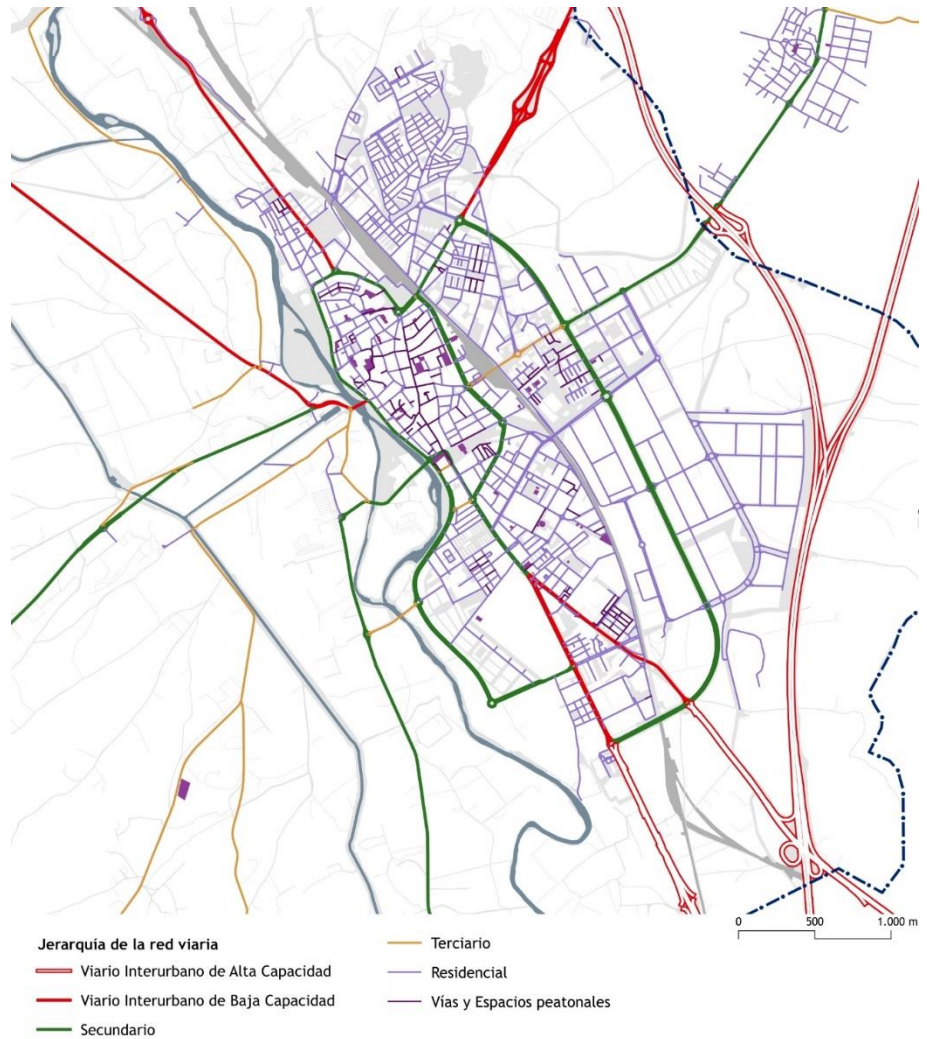 0 500 1.000 m
Jerarquía de la red viaria
Viario Interurbano de Alta Capacidad
Viario Interurbano de Baja Capacidad
Secundario
Terciario
Residencial
Vías y Espacios peatonales